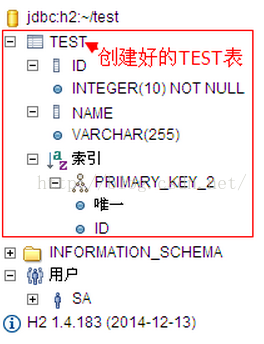 jdbc:h2:~/test
TEST 创建好的TEST表
ID
INTEGER(10) NOT NULL
NAME
VARCHAR(255)
索引
PRIMARY_KEY_2
唯一
ID
INFORMATION_SCHEMA
用户
SA
H2 1.4.183 (2014-12-13)